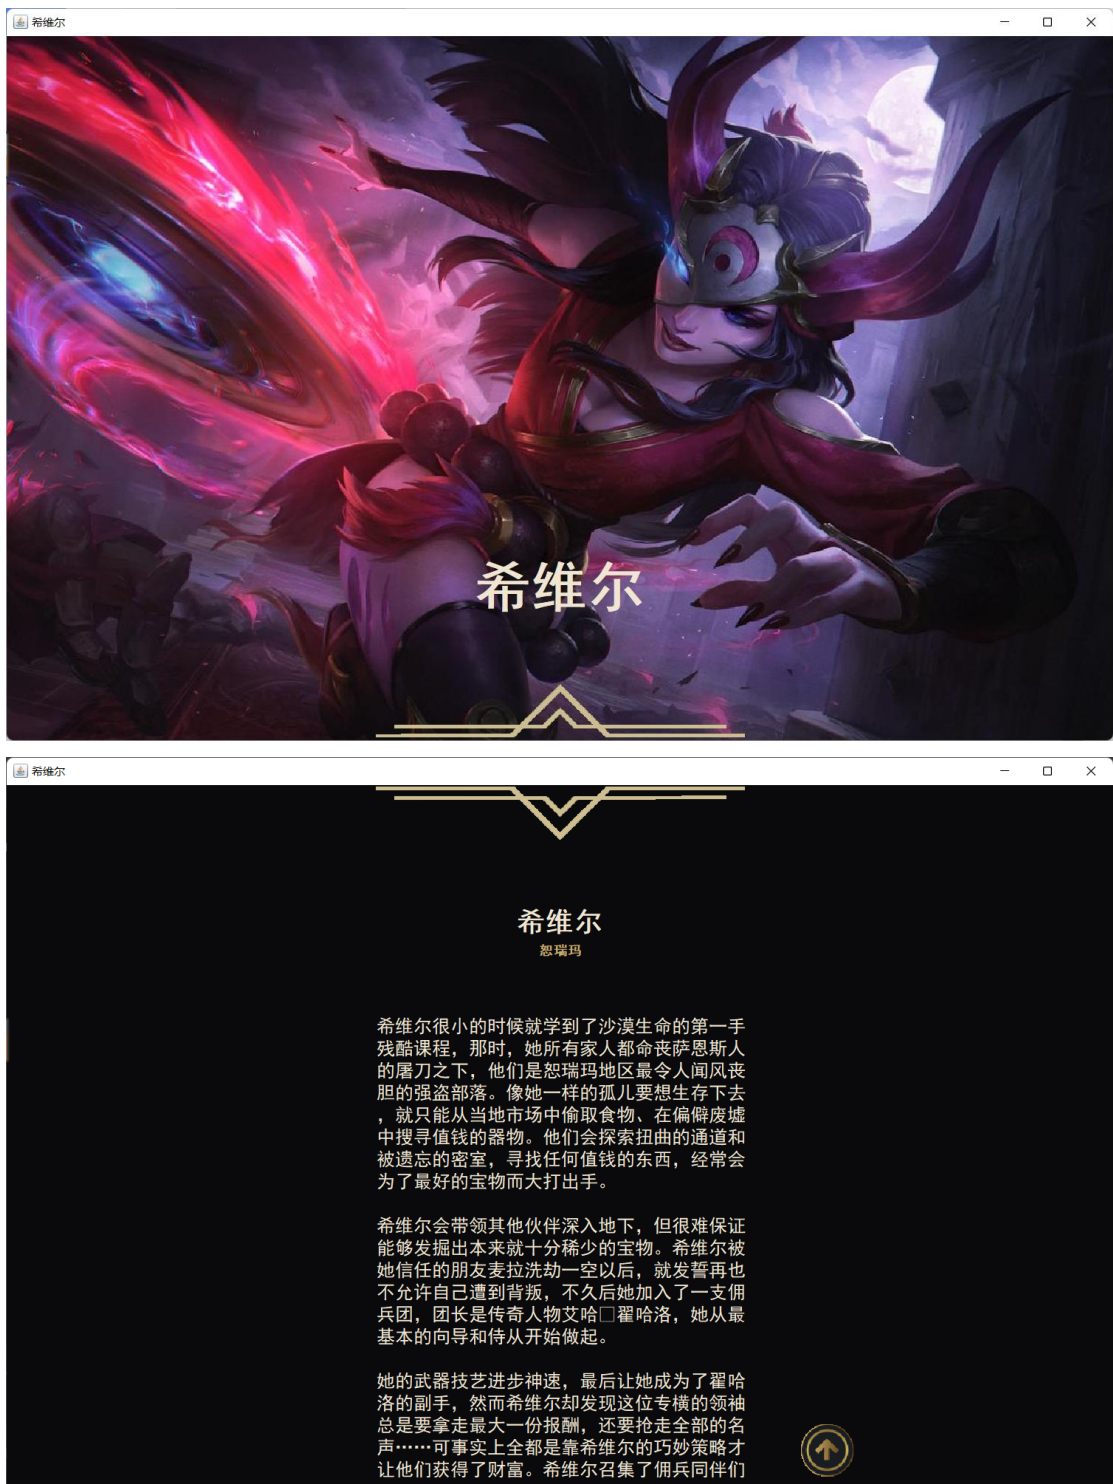 希维尔
希维尔
希维尔
希维尔
恕瑞玛
希维尔很小的时候就学到了沙漠生命的第一手
残酷课程，那时，她所有家人都命丧萨恩斯人
的屠刀之下，他们是恕瑞玛地区最令人闻风丧
胆的强盗部落。像她一样的孤儿要想生存下去
，就只能从当地市场中偷取食物、在偏僻废墟
中搜寻值钱的器物。他们会探索扭曲的通道和
被遗忘的密室，寻找任何值钱的东西，经常会
为了最好的宝物而大打出手。
希维尔会带领其他伙伴深入地下，但很难保证
能够发掘出本来就十分稀少的宝物。希维尔被
她信任的朋友麦拉洗劫一空以后，就发誓再也
不允许自己遭到背叛，不久后她加入了一支佣
兵团，团长是传奇人物艾哈□翟哈洛，她从最
基本的向导和侍从开始做起。
她的武器技艺进步神速，最后让她成为了翟哈
洛的副手，然而希维尔却发现这位专横的领袖
总是要拿走最大一份报酬，还要抢走全部的名
声……可事实上全都是靠希维尔的巧妙策略才
让他们获得了财富。希维尔召集了佣兵同伴们